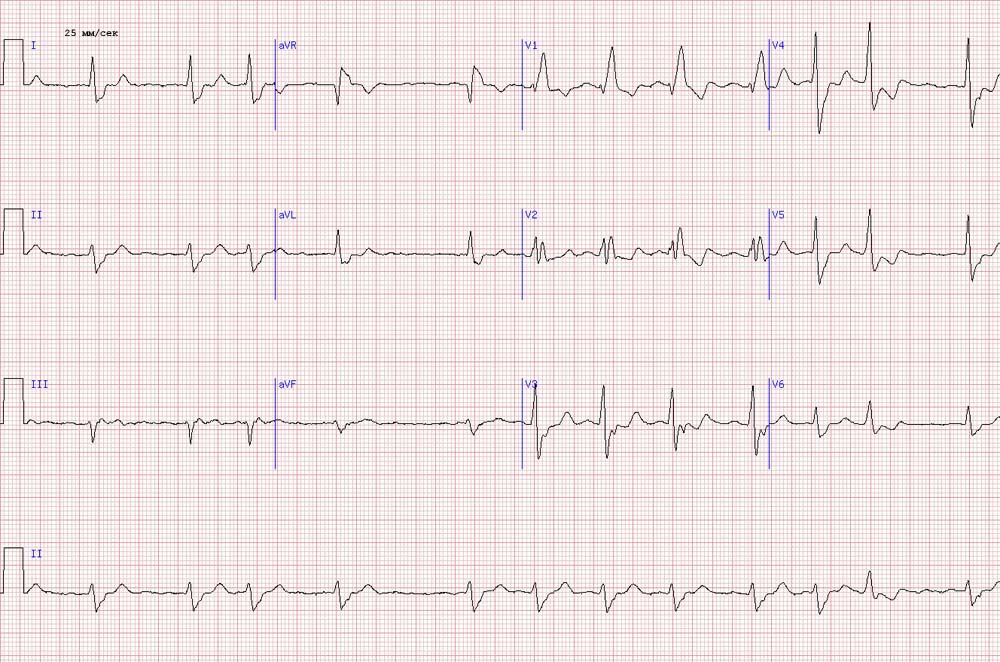 25 мм/сек
I aVR V1 V4
II aVL V2 V5
III aVF V3 V6
II